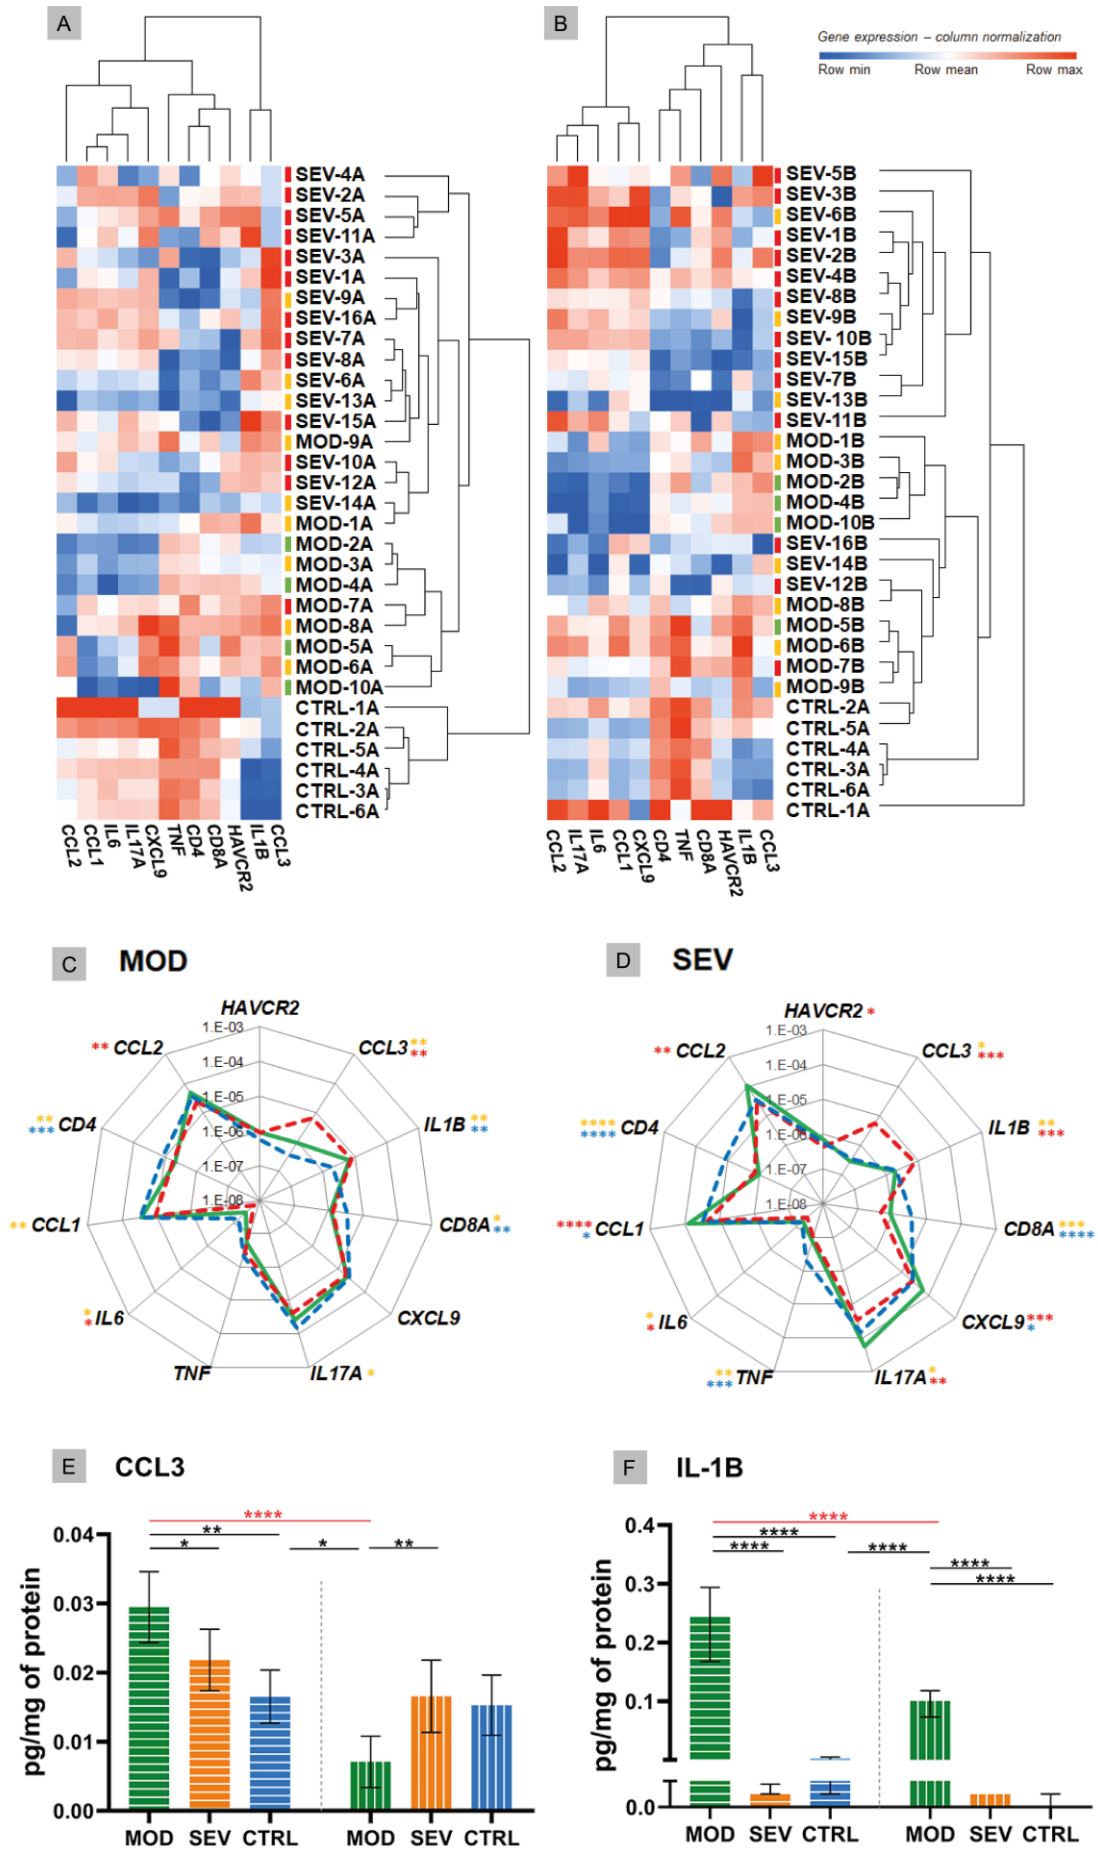 A
B
Gene expression – column normalization
Row min Row mean Row max
SEV-4A
SEV-2A
SEV-5A
SEV-11A
SEV-3A
SEV-1A
SEV-9A
SEV-16A
SEV-7A
SEV-8A
SEV-6A
SEV-13A
SEV-15A
MOD-9A
SEV-10A
SEV-12A
SEV-14A
MOD-1A
MOD-2A
MOD-3A
MOD-4A
MOD-7A
MOD-8A
MOD-5A
MOD-6A
MOD-10A
CTRL-1A
CTRL-2A
CTRL-5A
CTRL-4A
CTRL-3A
CTRL-6A
CCL2 CCL1 IL6 IL17A CXCL9 TNF CD4 CD8A HAVCR2 IL1B CCL3
SEV-5B
SEV-3B
SEV-6B
SEV-1B
SEV-2B
SEV-4B
SEV-8B
SEV-9B
SEV- 10B
SEV-15B
SEV-7B
SEV-13B
SEV-11B
MOD-1B
MOD-3B
MOD-2B
MOD-4B
MOD-10B
SEV-16B
SEV-14B
SEV-12B
MOD-8B
MOD-5B
MOD-6B
MOD-7B
MOD-9B
CTRL-2A
CTRL-5A
CTRL-4A
CTRL-3A
CTRL-6A
CTRL-1A
CCL2 IL17A IL6 CCL1 CXCL9 CD4 TNF CD8A HAVCR2 IL1B CCL3
C MOD
HAVCR2
1.E-03
1.E-04
1.E-05
1.E-06
1.E-07
1.E-08
** CCL2
CCL3 ** **
** *** CD4
IL1B ** **
** CCL1
CD8A * **
* * IL6
CXCL9
TNF
IL17A *
D SEV
HAVCR2 *
1.E-03
1.E-04
1.E-05
1.E-06
1.E-07
1.E-08
** CCL2
CCL3 * ***
**** **** CD4
IL1B ** ***
**** * CCL1
CD8A *** ****
* * IL6
CXCL9 *** *
** *** TNF
IL17A * **
E CCL3
****
**
* * **
0.04
0.03
0.02
0.01
0.00
pg/mg of protein
MOD SEV CTRL MOD SEV CTRL
F IL-1B
****
****
**** **** ****
****
0.4
0.3
0.2
0.1
0.0
pg/mg of protein
MOD SEV CTRL MOD SEV CTRL